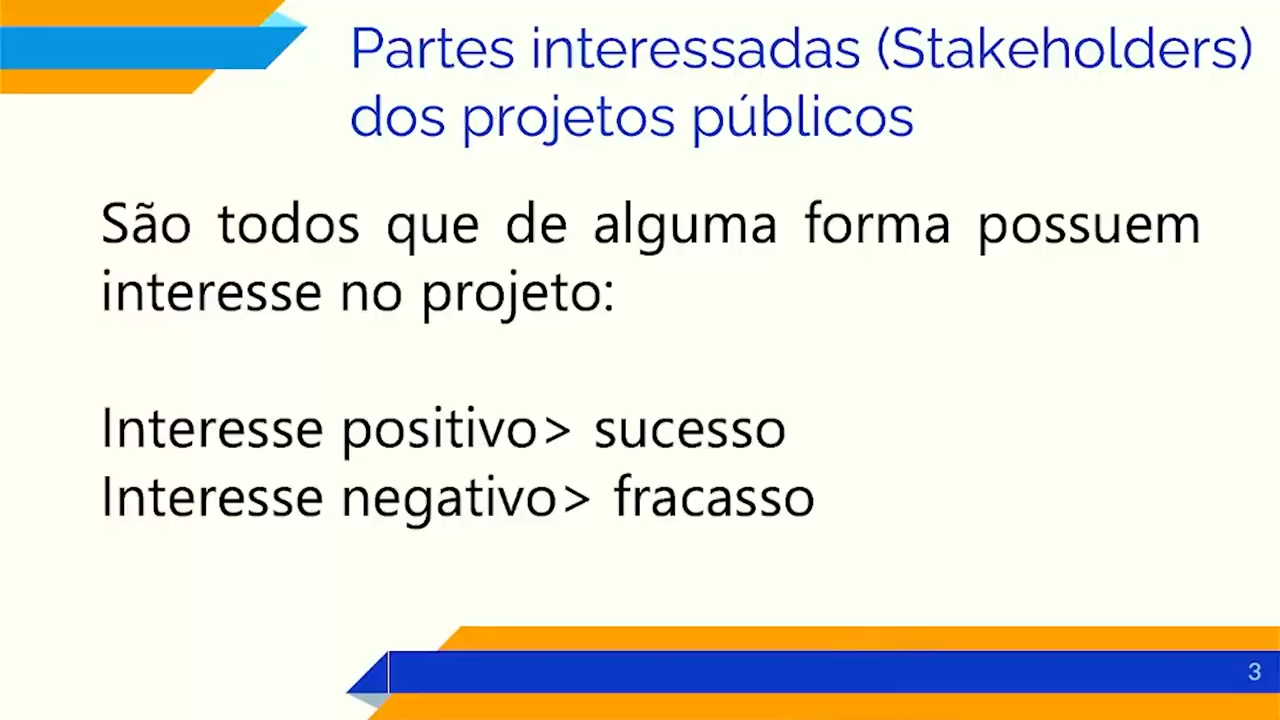 Partes interessadas (Stakeholders)
dos projetos públicos
São todos que de alguma forma possuem
interesse no projeto:
Interesse positivo> sucesso
Interesse negativo> fracasso
3